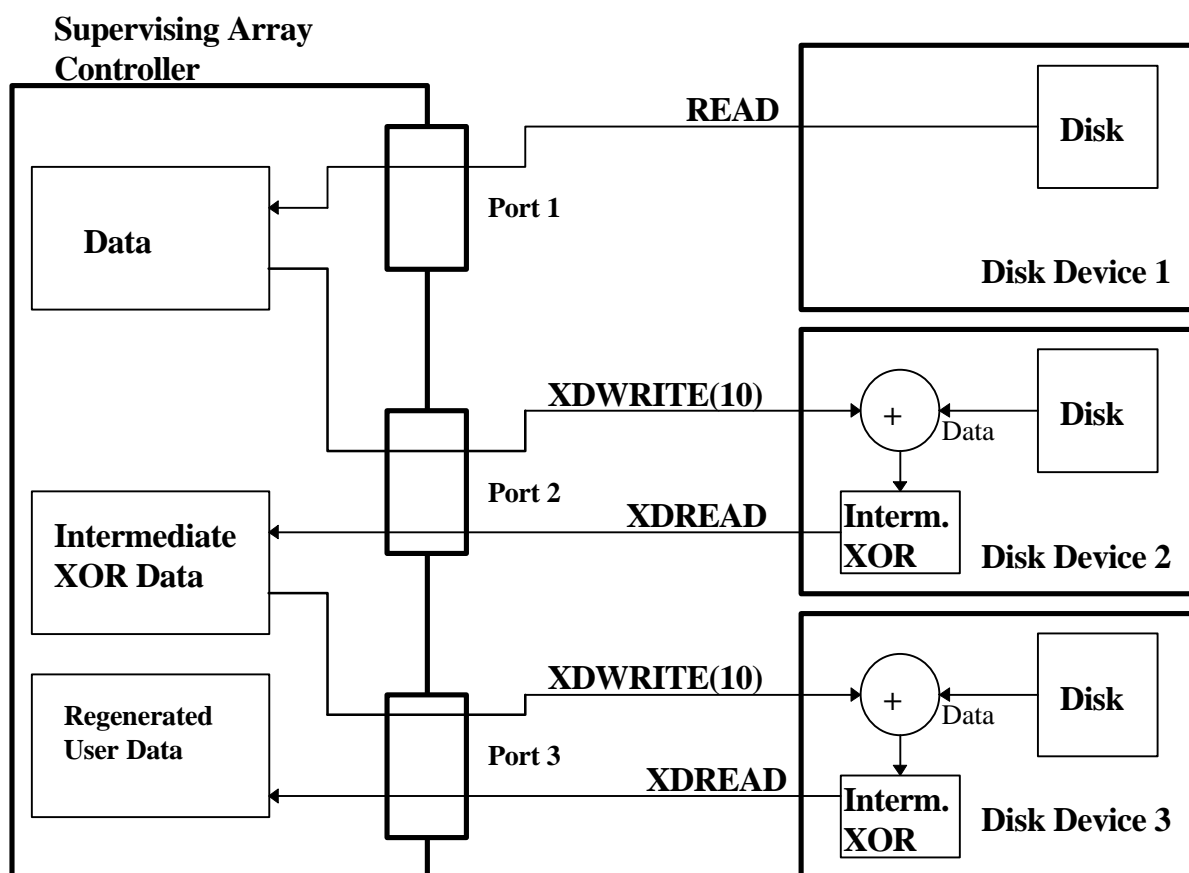 Supervising Array
Controller
READ
Disk
Data
Port 1
Disk Device 1
XDWRITE(10)
+
Data
Disk
Port 2
XDREAD
Interm.
XOR
Intermediate
XOR Data
Disk Device 2
XDWRITE(10)
+
Data
Disk
Regenerated
User Data
Port 3
XDREAD
Interm.
XOR
Disk Device 3